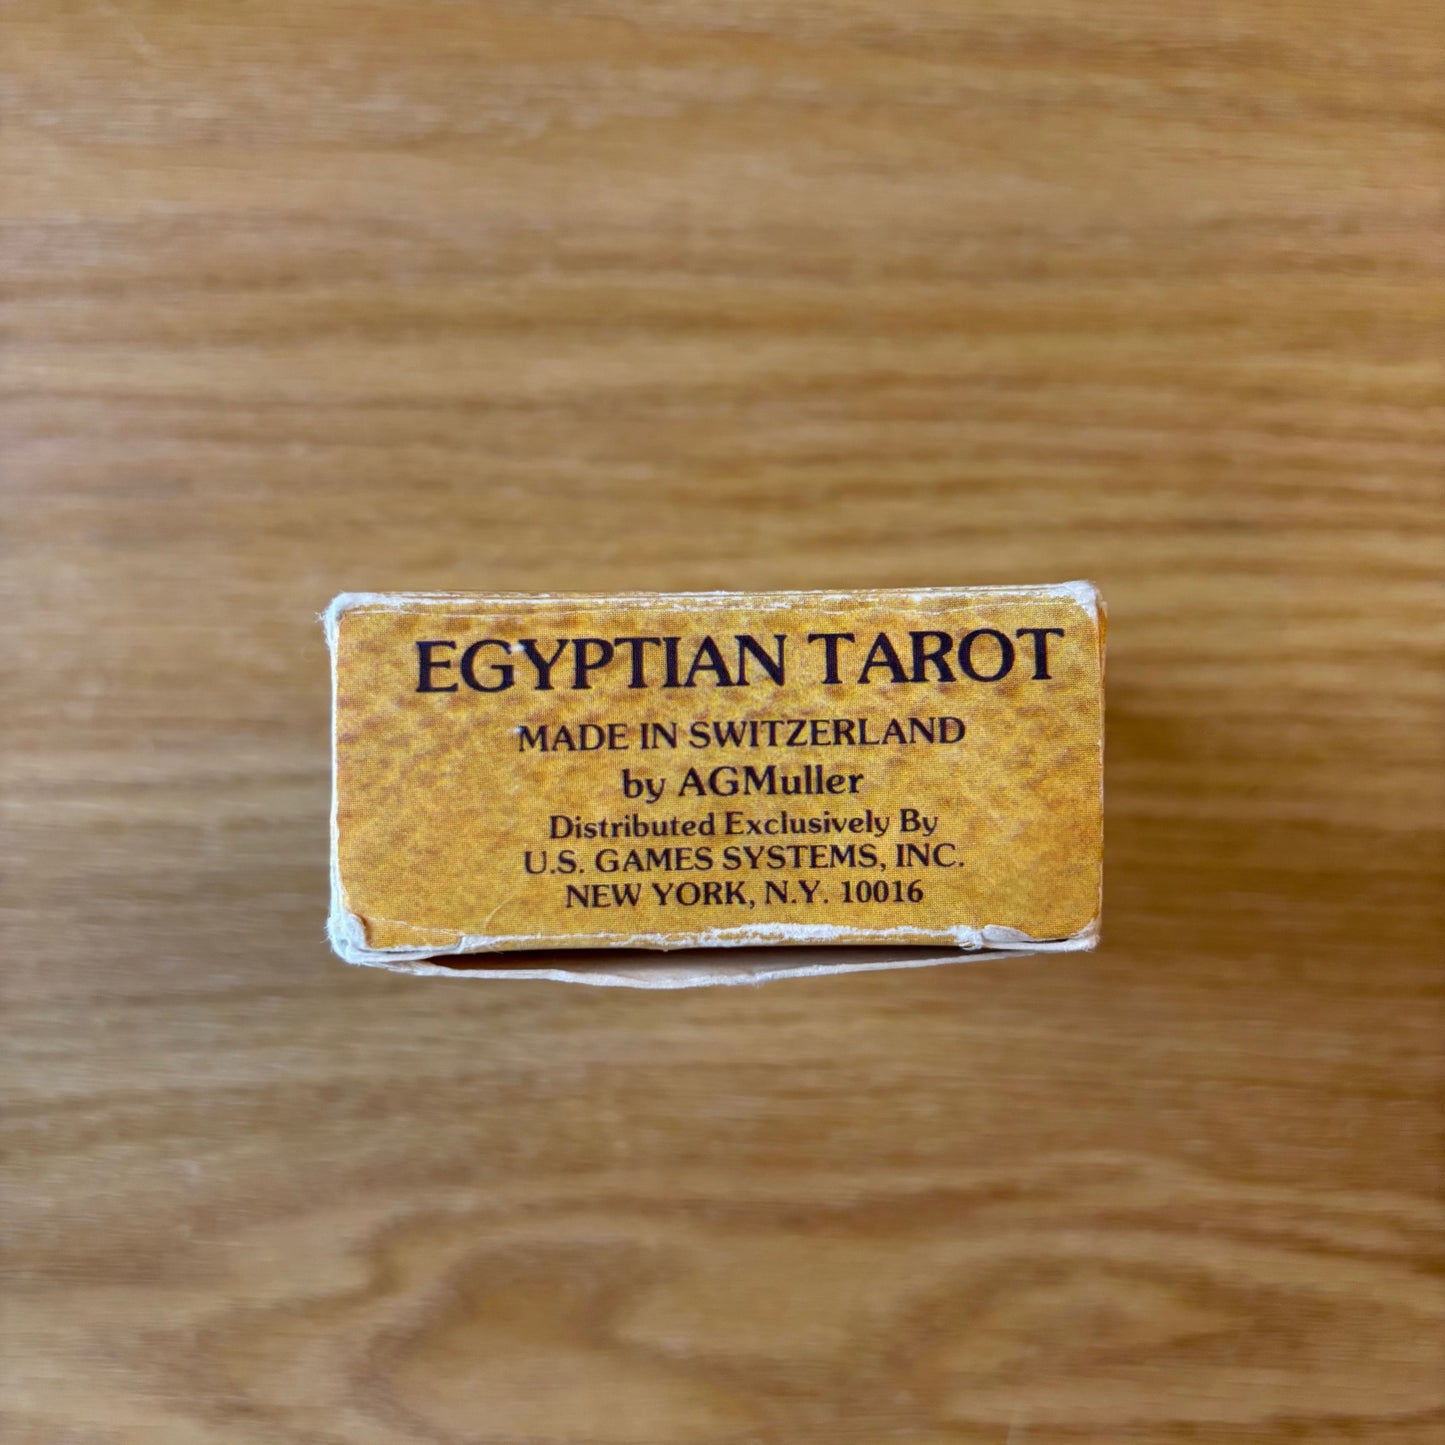 EGYPTIAN TAROT
MADE IN SWITZERLAND
by AGMuller
Distributed Exclusively By
U.S. GAMES SYSTEMS, INC.
NEW YORK, N.Y. 10016